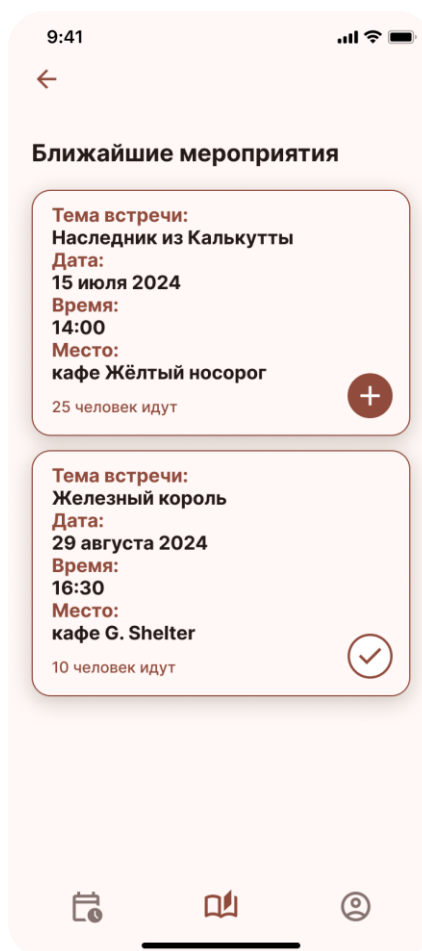 9:41
Ближайшие мероприятия
Тема встречи:
Наследник из Калькутты
Дата:
15 июля 2024
Время:
14:00
Место:
кафе Жёлтый носорог
25 человек идут
Тема встречи:
Железный король
Дата:
29 августа 2024
Время:
16:30
Место:
кафе G. Shelter
10 человек идут